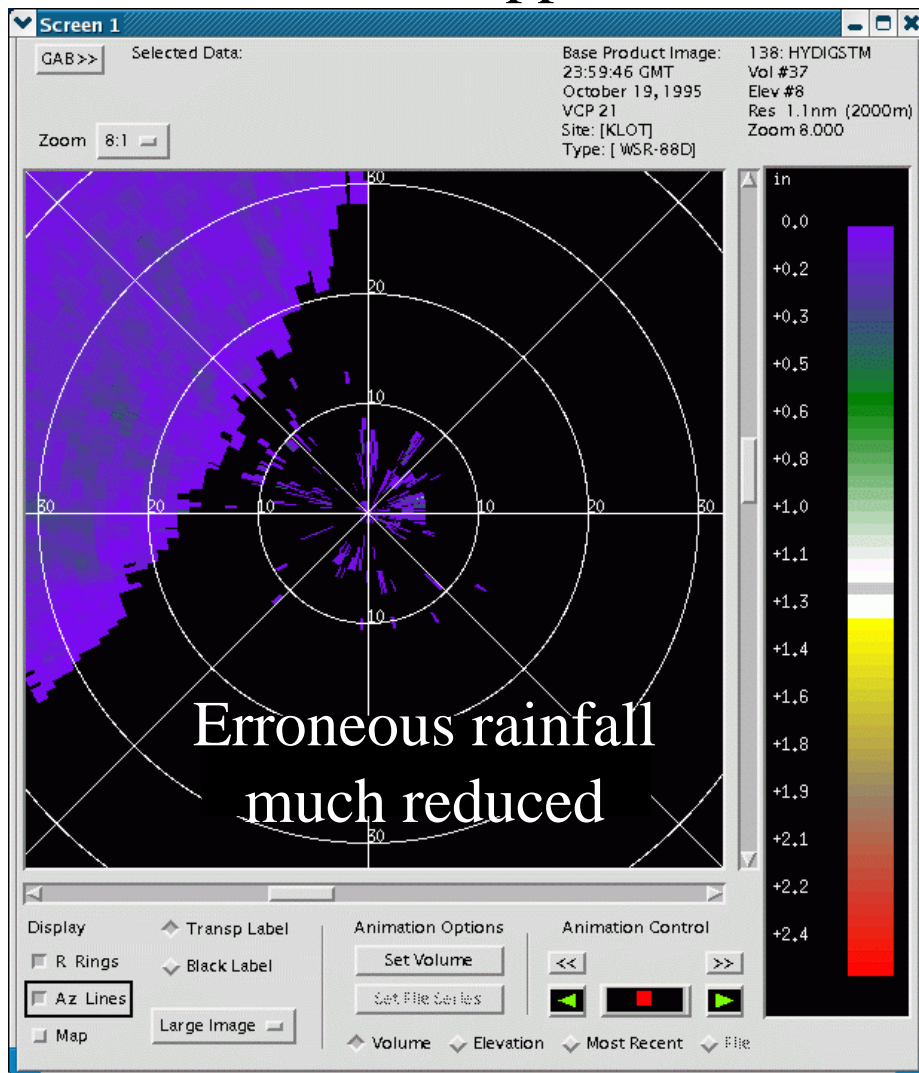 Screen 1
GAB>>
Selected Data:
Base Product Image:
23:59:46 GMT
October 19, 1995
VCP 21
Site: [KLOT]
Type: [ WSR-88D]
138: HYDIGSTM
Vol #37
Elev #8
Res 1.1nm (2000m)
Zoom 8.000
Zoom 8:1
in
0.0
+0.2
+0.3
+0.5
+0.6
+0.8
+1.0
+1.1
+1.3
+1.4
+1.6
+1.8
+1.9
+2.1
+2.2
+2.4
30
20
10
30 20 10 10 20 30
10
Erroneous rainfall
much reduced
30
Display
R Rings
Az Lines
Map
Transp Label
Black Label
Large Image
Animation Options
Set Volume
Set File Series
Animation Control
<< >>
Volume Elevation Most Recent File